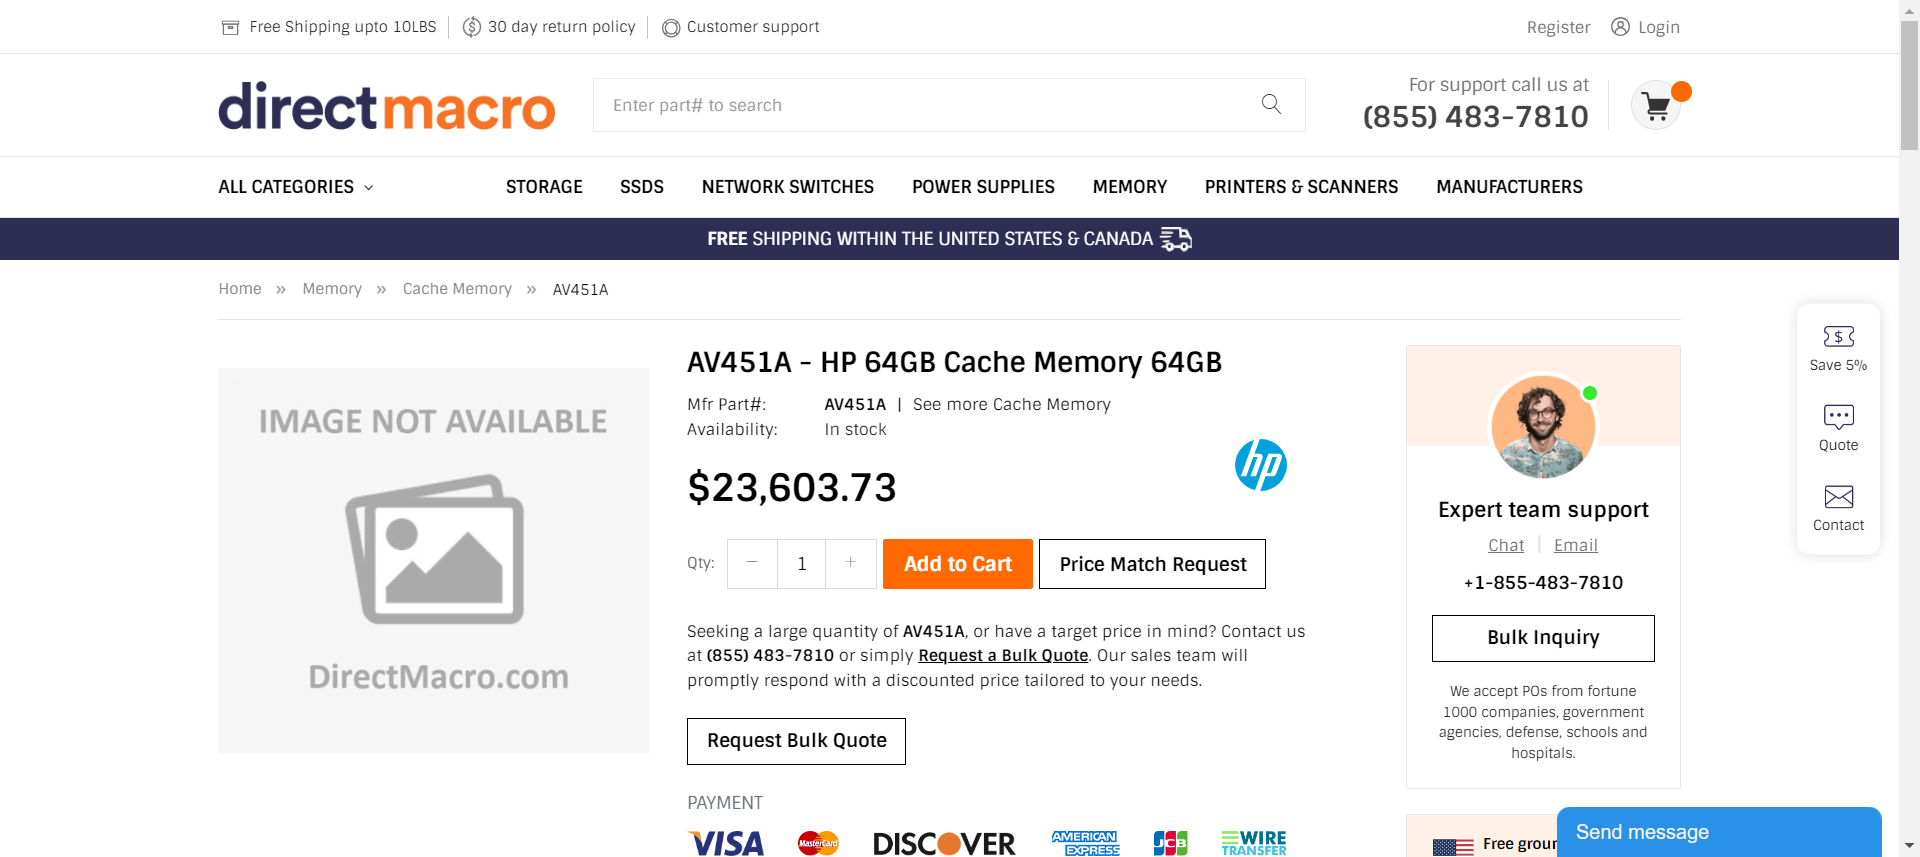 Free Shipping upto 10LBS
30 day return policy
Customer support
Register
Login
directmacro
Enter part# to search
For support call us at
(855) 483-7810
ALL CATEGORIES
STORAGE
SSDS
NETWORK SWITCHES
POWER SUPPLIES
MEMORY
PRINTERS & SCANNERS
MANUFACTURERS
FREE SHIPPING WITHIN THE UNITED STATES & CANADA
Home » Memory » Cache Memory » AV451A
IMAGE NOT AVAILABLE
DirectMacro.com
AV451A - HP 64GB Cache Memory 64GB
Mfr Part#: AV451A | See more Cache Memory
Availability: In stock
hp
$23,603.73
Qty: − 1 +
Add to Cart
Price Match Request
Seeking a large quantity of AV451A, or have a target price in mind? Contact us
at (855) 483-7810 or simply Request a Bulk Quote. Our sales team will
promptly respond with a discounted price tailored to your needs.
Request Bulk Quote
PAYMENT
VISA
MasterCard
DISCOVER
AMERICAN
EXPRESS
JCB
WIRE
TRANSFER
Expert team support
Chat | Email
+1-855-483-7810
Bulk Inquiry
We accept POs from fortune
1000 companies, government
agencies, defense, schools and
hospitals.
Free groun
$
Save 5%
Quote
Contact
Send message